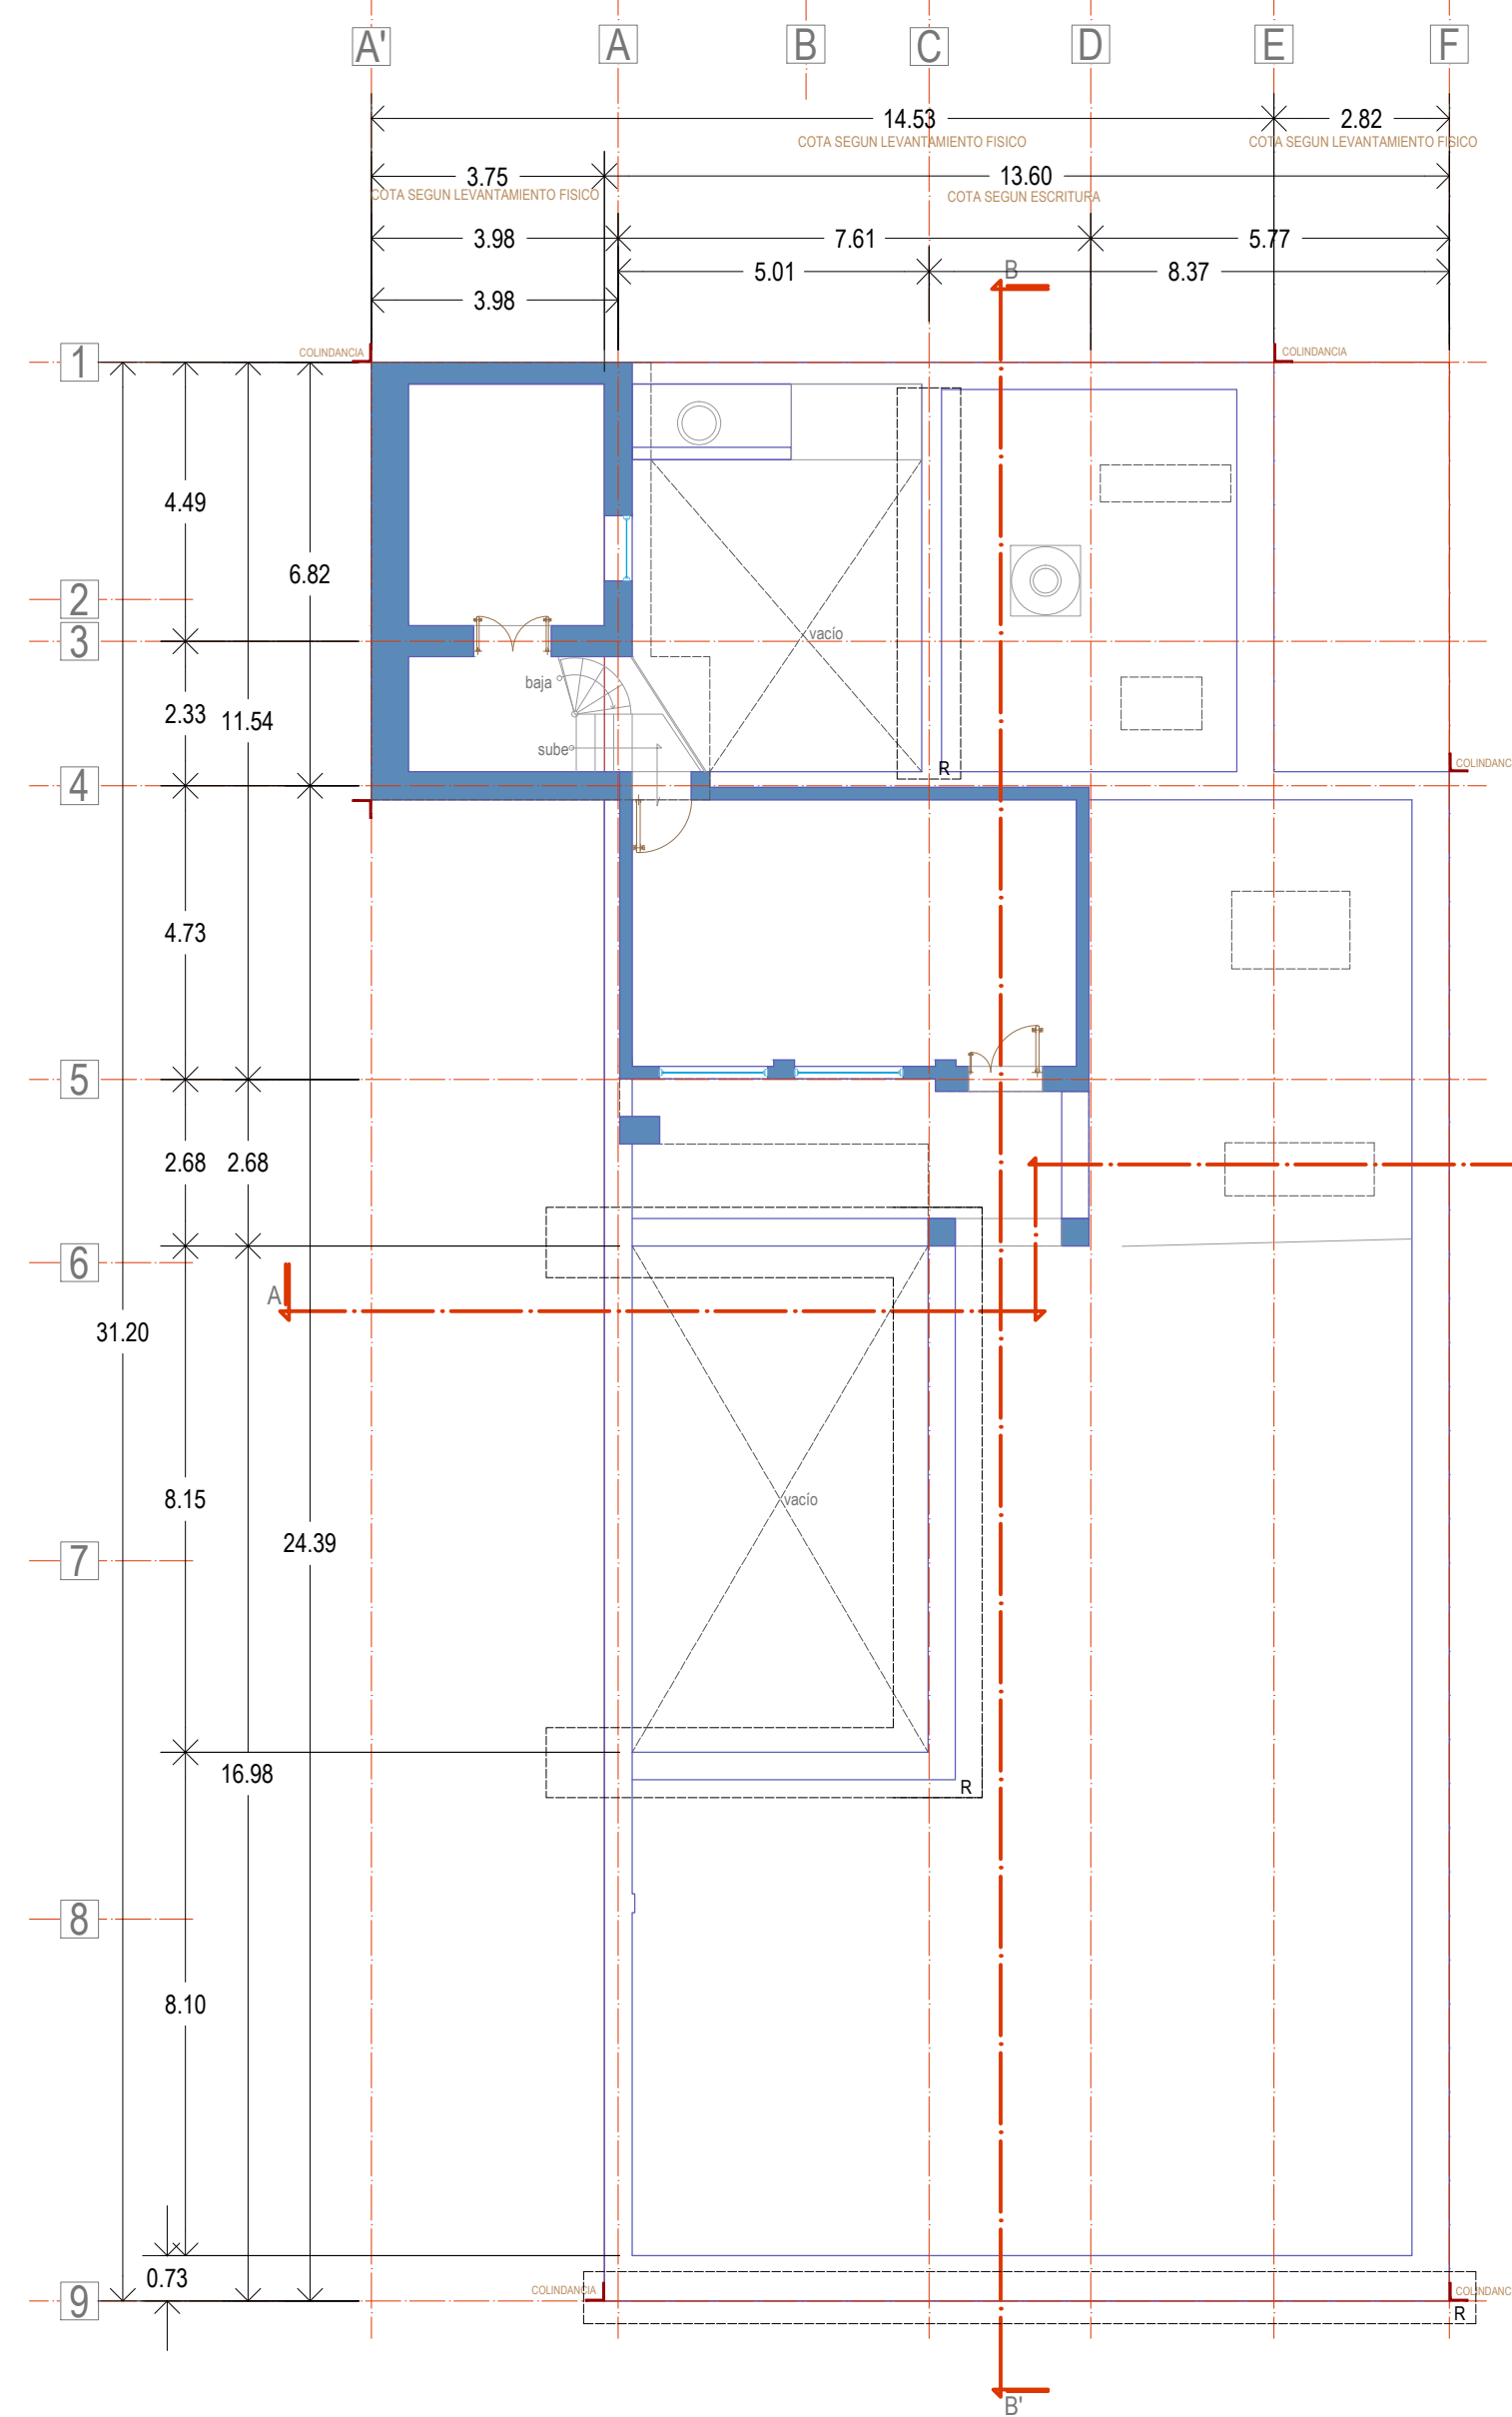 A' A B C D E F
14.53 2.82
COTA SEGUN LEVANTAMIENTO FISICO COTA SEGUN LEVANTAMIENTO FISICO
3.75 13.60
COTA SEGUN LEVANTAMIENTO FISICO COTA SEGUN ESCRITURA
3.98 7.61 5.77
B
5.01 8.37
3.98
COLINDANCIA COLINDANCIA
1
4.49
6.82
2
vacío
3
baja
2.33 11.54
sube
R
COLINDANC
4
4.73
5
2.68 2.68
6
A
31.20
8.15
vacío
24.39
7
16.98
R
8
8.10
0.73
COLINDANCIA COLINDANC
9
R
B'